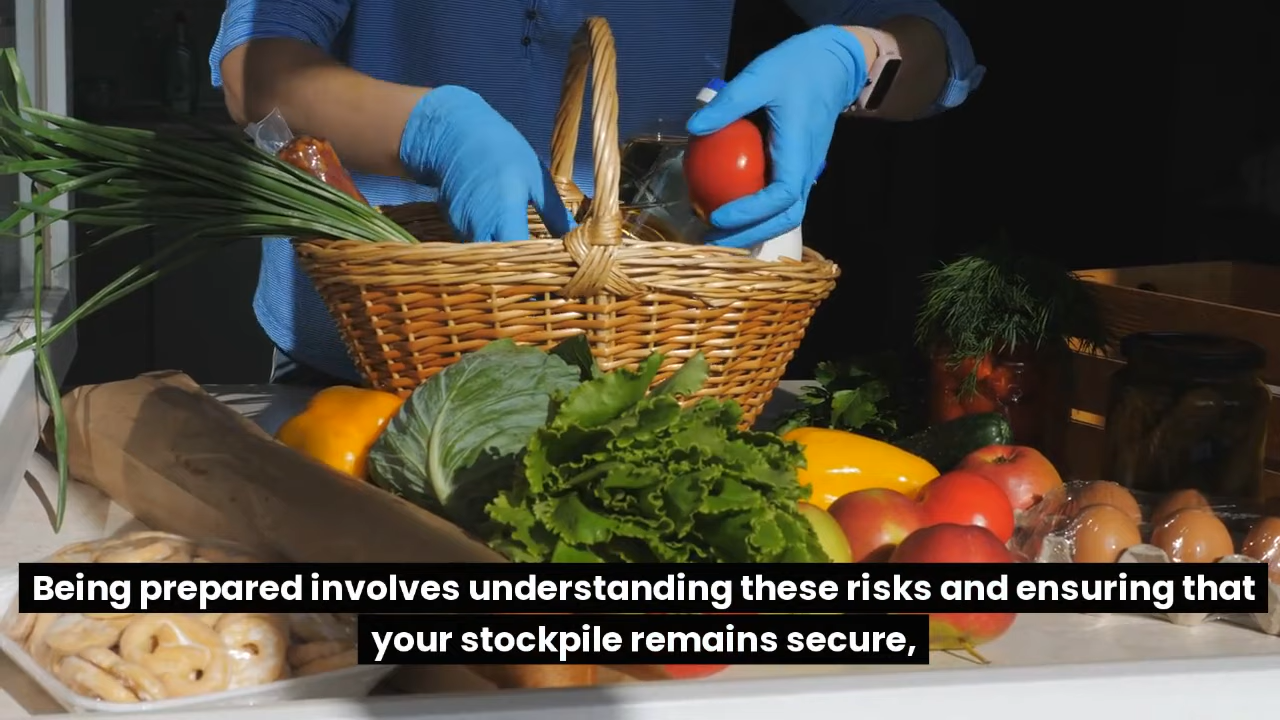 Being prepared involves understanding these risks and ensuring that
your stockpile remains secure,